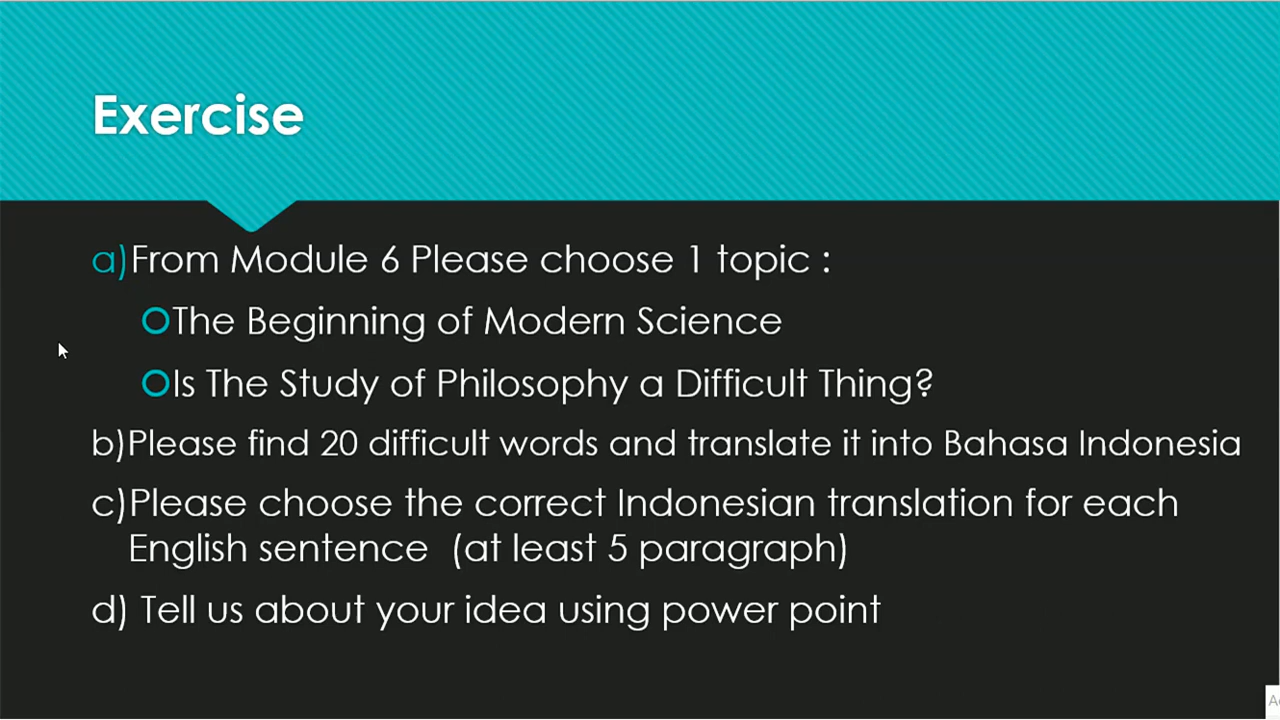 Exercise
a)From Module 6 Please choose 1 topic :
The Beginning of Modern Science
Is The Study of Philosophy a Difficult Thing?
b)Please find 20 difficult words and translate it into Bahasa Indonesia
c)Please choose the correct Indonesian translation for each
English sentence (at least 5 paragraph)
d) Tell us about your idea using power point